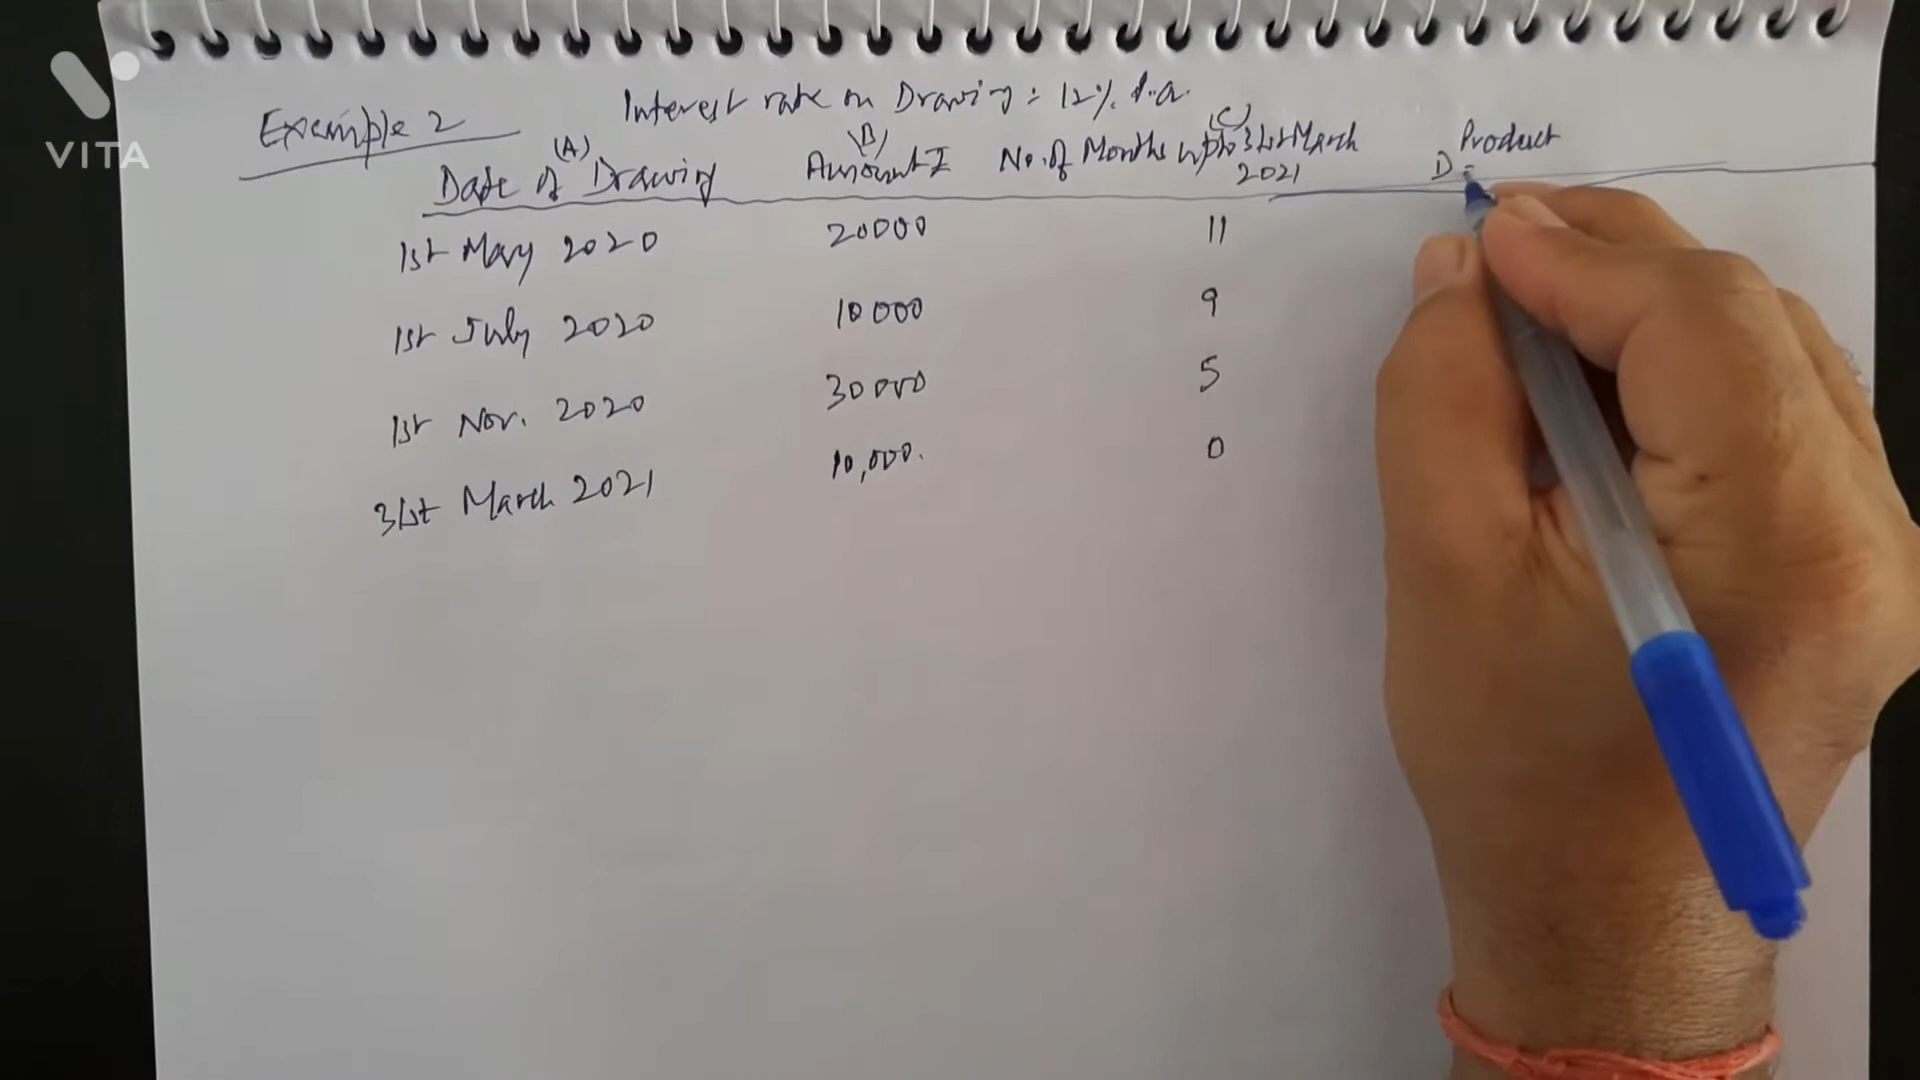 VITA
Interest rate on Drawing = 12% P.a.
Example 2
(A) (B) (C)
Date of Drawing Amount I No. of Months upto 31st March 2021 Product
D =
1st May 2020 20000 11
1st July 2020 10000 9
1st Nov. 2020 30000 5
31st March 2021 10,000. 0